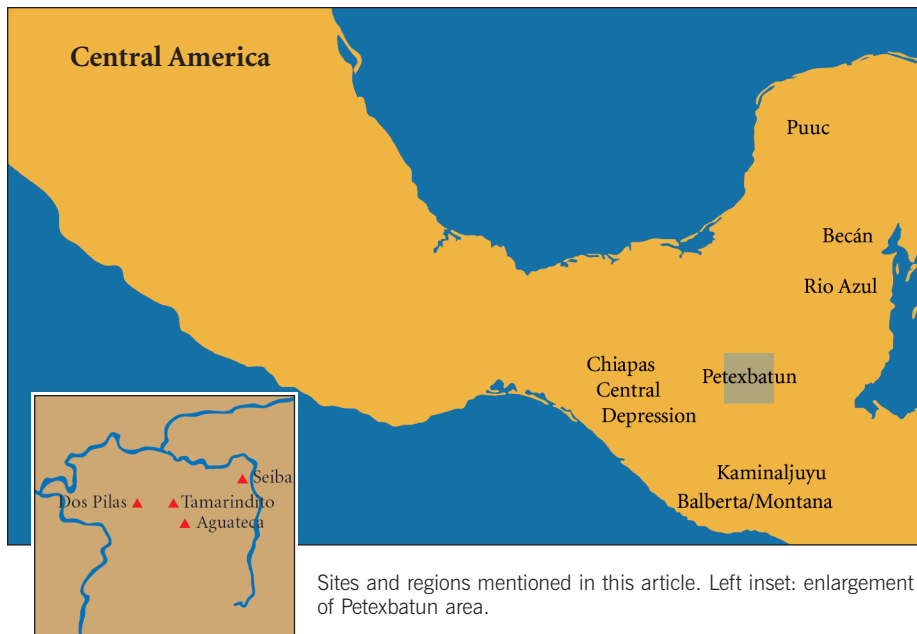 Central America
Puuc
Becán
Rio Azul
Chiapas
Central
Depression
Petexbatun
Kaminaljuyu
Balberta/Montana
Seiba
Dos Pilas
Tamarindito
Aguateca
Sites and regions mentioned in this article. Left inset: enlargement
of Petexbatun area.